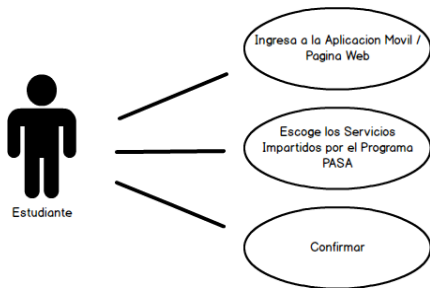 Ingresa a la Aplicacion Movil /
Pagina Web
Escoge los Servicios
Impartidos por el Programa
PASA
Estudiante
Confirmar